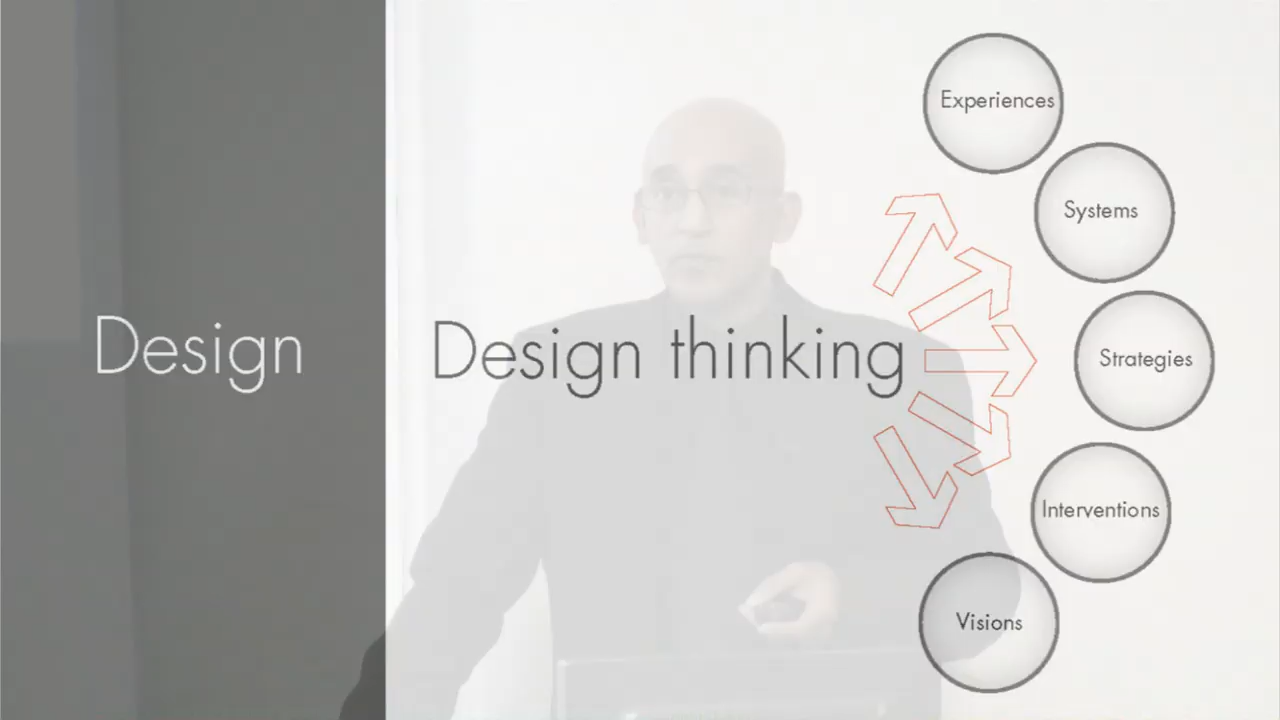 Design
Design thinking
Experiences
Systems
Strategies
Interventions
Visions